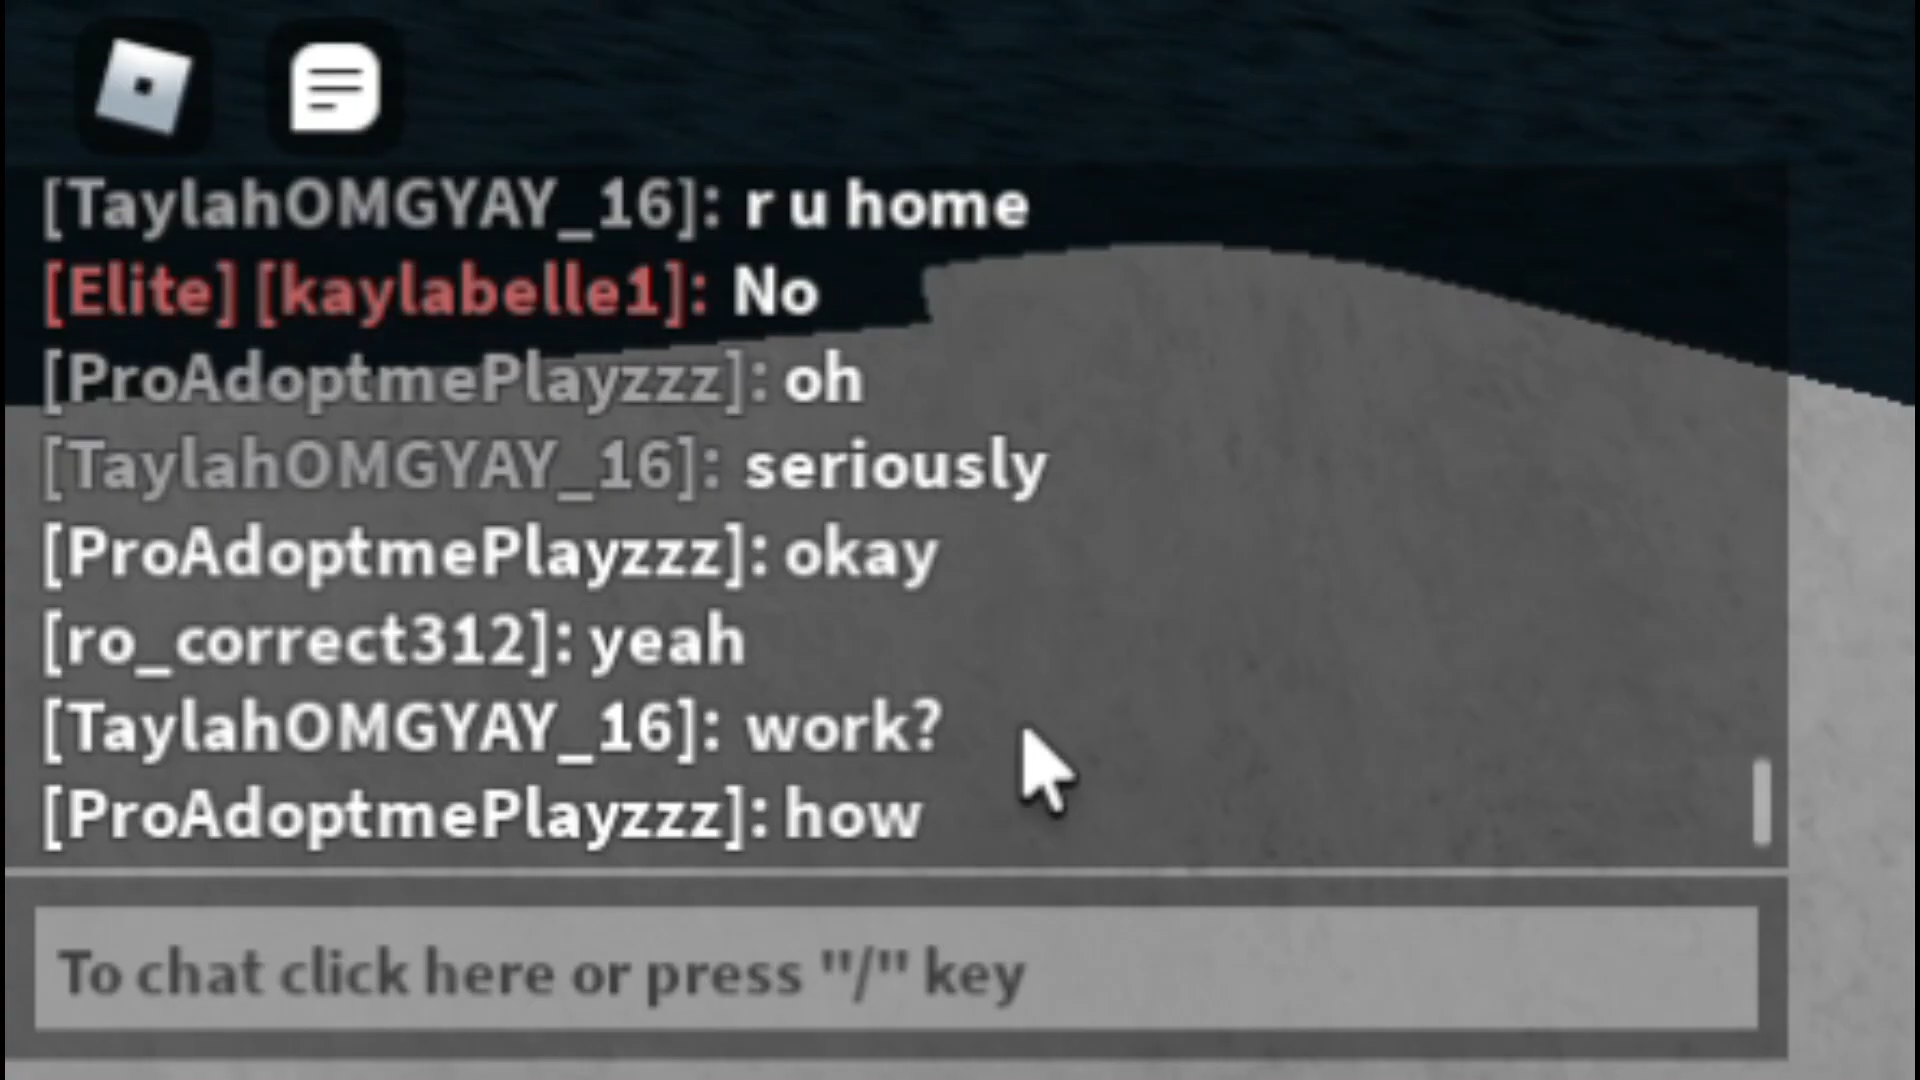 [TaylahOMGYAY_16]: r u home
[Elite] [kaylabelle1]: No
[ProAdoptmePlayzzz]: oh
[TaylahOMGYAY_16]: seriously
[ProAdoptmePlayzzz]: okay
[ro_correct312]: yeah
[TaylahOMGYAY_16]: work?
[ProAdoptmePlayzzz]: how
To chat click here or press "/" key